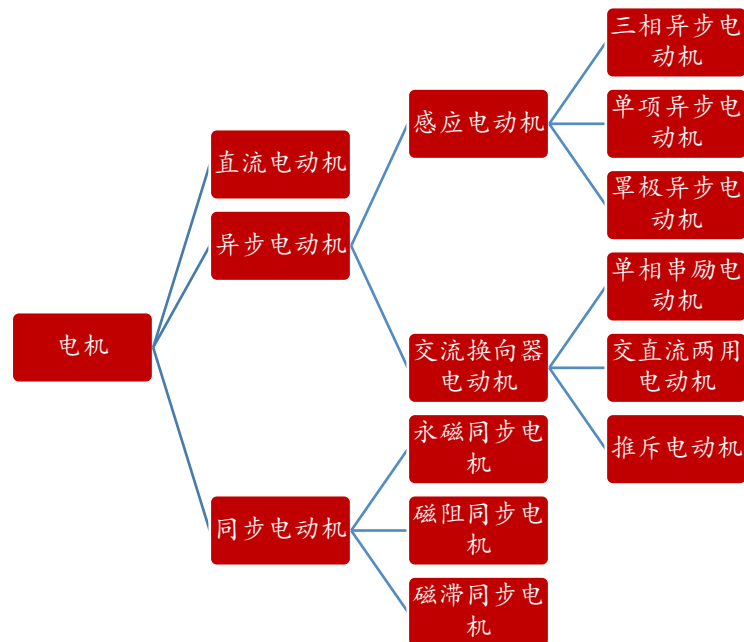 三相异步电
动机
感应电动机
单项异步电
动机
直流电动机
罩极异步电
动机
异步电动机
单相串励电
动机
电机
交流换向器
电动机
交直流两用
电动机
永磁同步电
机
推斥电动机
同步电动机
磁阻同步电
机
磁滞同步电
机